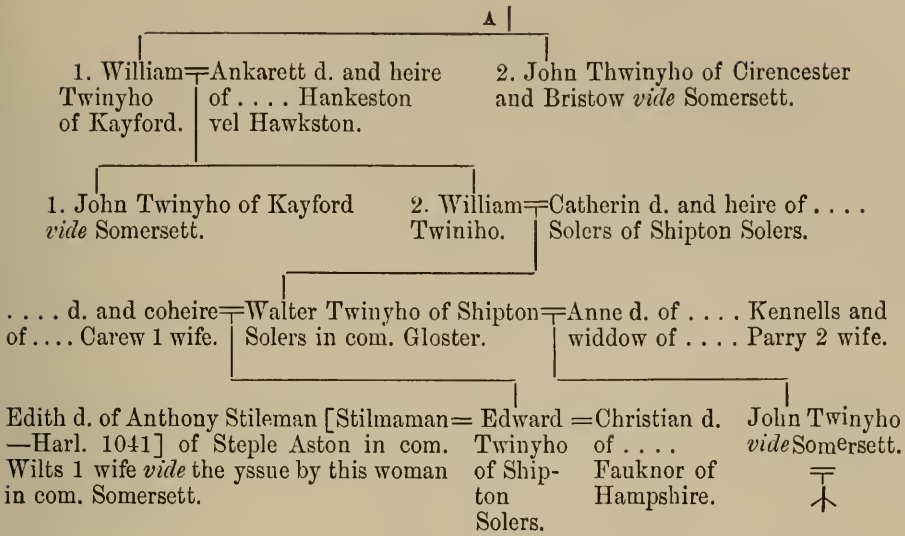 A
1. William=Ankarett d. and heire
Twinyho of .... Hankeston
of Kayford. vel Hawkston.
2. John Thwinyho of Cirencester
and Bristow vide Somersett.
1. John Twinyho of Kayford
vide Somersett.
2. William=Catherin d. and heire of ....
Twiniho. Solers of Shipton Solers.
.... d. and coheire=Walter Twinyho of Shipton=Anne d. of .... Kennells and
of .... Carew 1 wife. Solers in com. Gloster. widdow of .... Parry 2 wife.
Edith d. of Anthony Stileman [Stilmaman=
—Harl. 1041] of Steple Aston in com.
Wilts 1 wife vide the yssue by this woman
in com. Somersett.
Edward
Twinyho
of Ship-
ton
Solers.
=Christian d.
of ....
Fauknor of
Hampshire.
John Twinyho
vide Somersett.